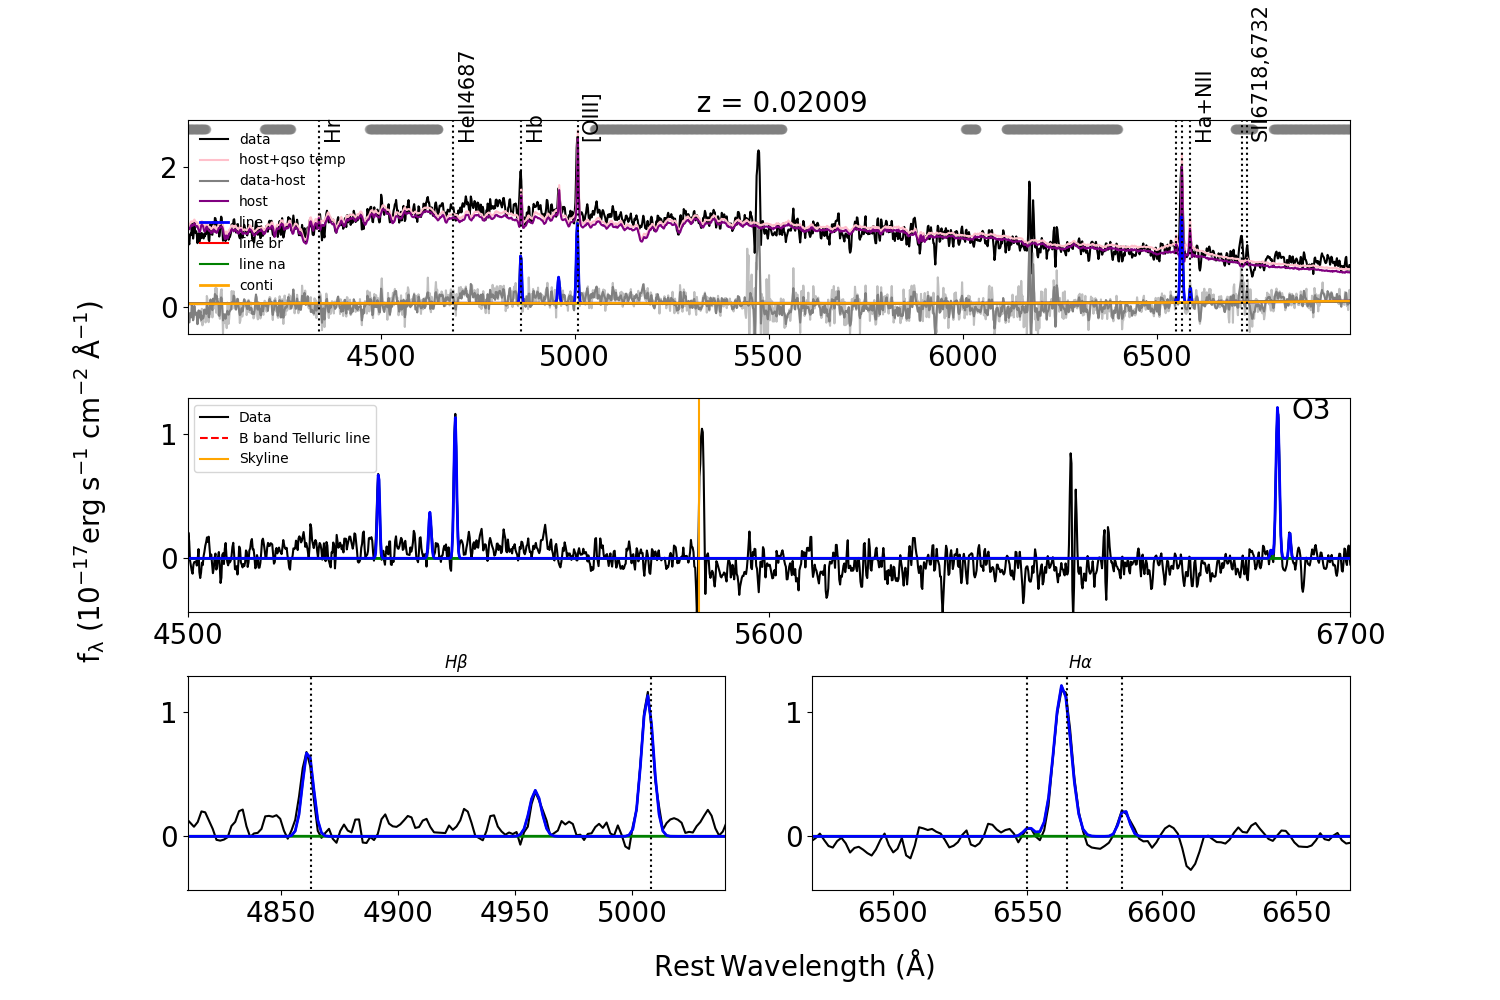 z = 0.02009
Hr
HeII4687
Hb
[OIII]
Ha+NII
SII6718,6732
data
host+qso temp
data-host
host
line
line br
line na
conti
2
0
4500
5000
5500
6000
6500
Data
B band Telluric line
Skyline
O3
1
0
4500
5600
6700
fλ (10⁻¹⁷erg s⁻¹ cm⁻² Å⁻¹)
Hβ
1
0
4850
4900
4950
5000
Hα
1
0
6500
6550
6600
6650
Rest Wavelength (Å)